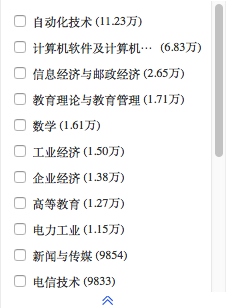 自动化技术 (11.23万)
计算机软件及计算机… (6.83万)
信息经济与邮政经济 (2.65万)
教育理论与教育管理 (1.71万)
数学 (1.61万)
工业经济 (1.50万)
企业经济 (1.38万)
高等教育 (1.27万)
电力工业 (1.15万)
新闻与传媒 (9854)
电信技术 (9833)